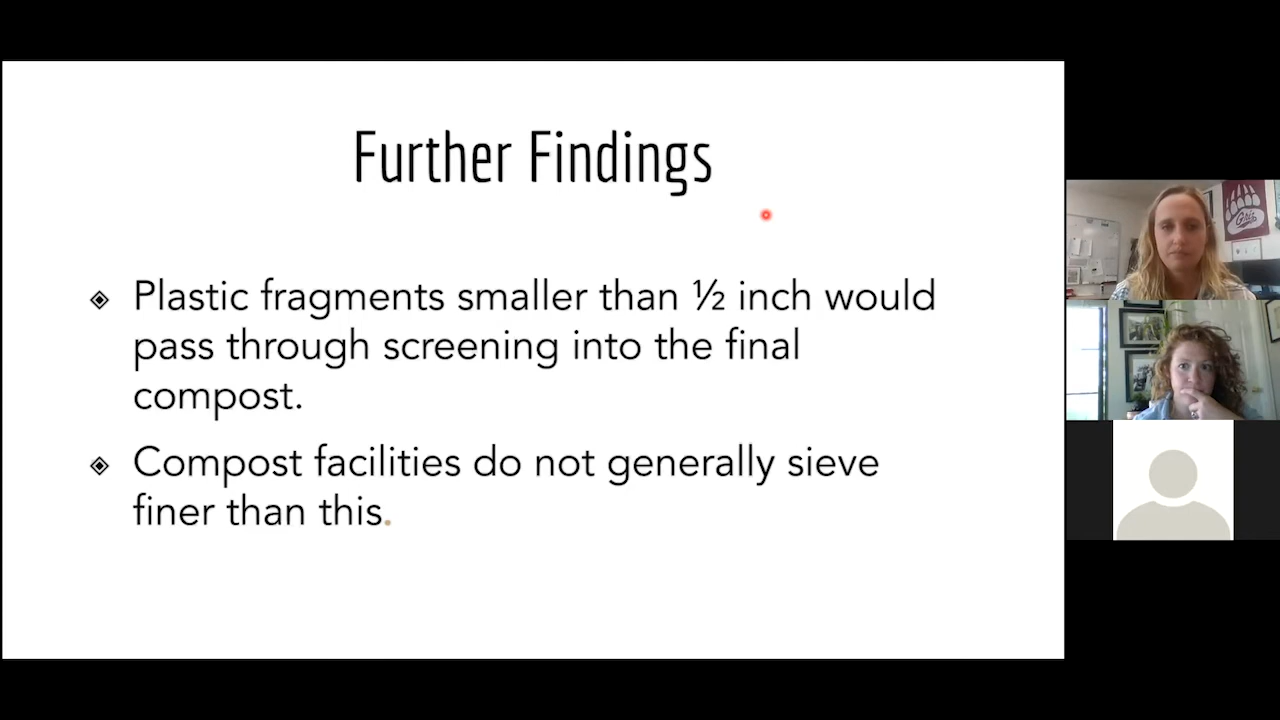 Further Findings
Plastic fragments smaller than ½ inch would
pass through screening into the final
compost.
Compost facilities do not generally sieve
finer than this.
Griz